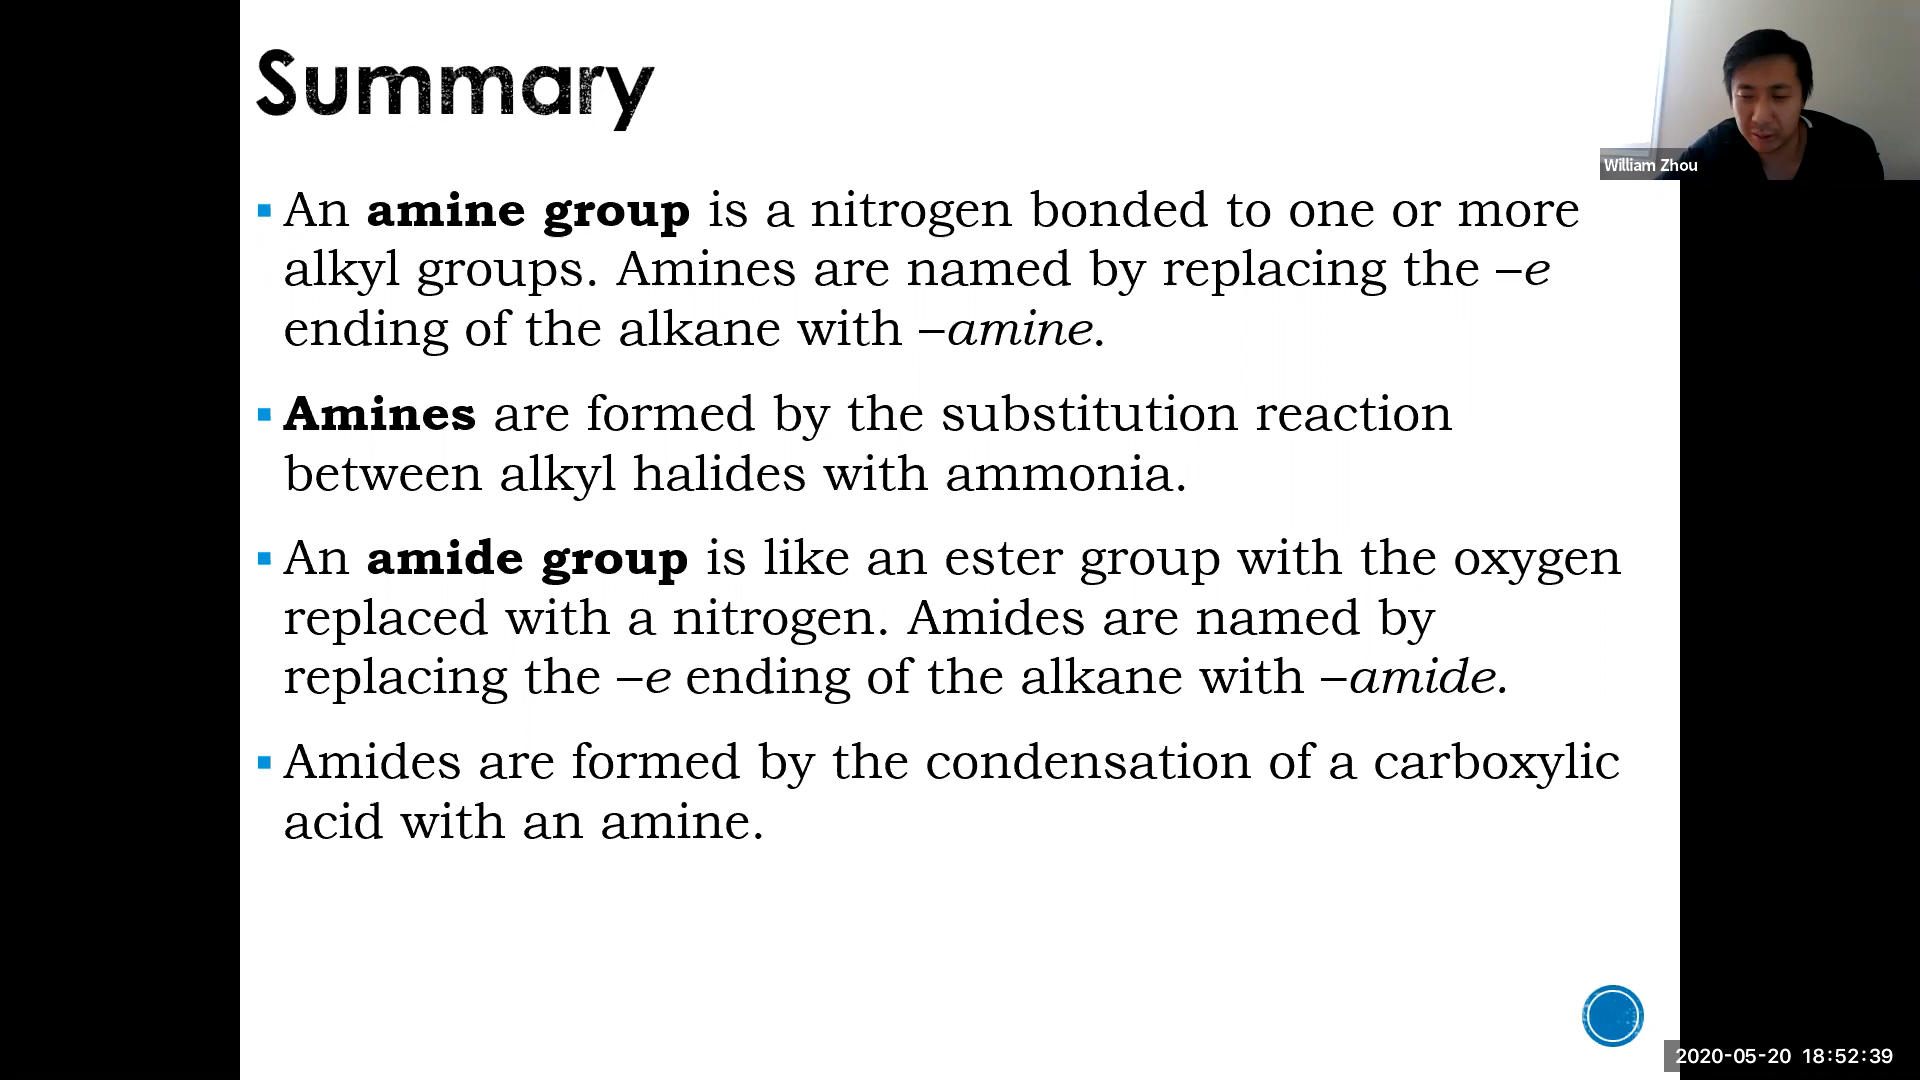 Summary
William Zhou
▪ An amine group is a nitrogen bonded to one or more
alkyl groups. Amines are named by replacing the –e
ending of the alkane with –amine.
▪ Amines are formed by the substitution reaction
between alkyl halides with ammonia.
▪ An amide group is like an ester group with the oxygen
replaced with a nitrogen. Amides are named by
replacing the –e ending of the alkane with –amide.
▪ Amides are formed by the condensation of a carboxylic
acid with an amine.
2020-05-20 18:52:39